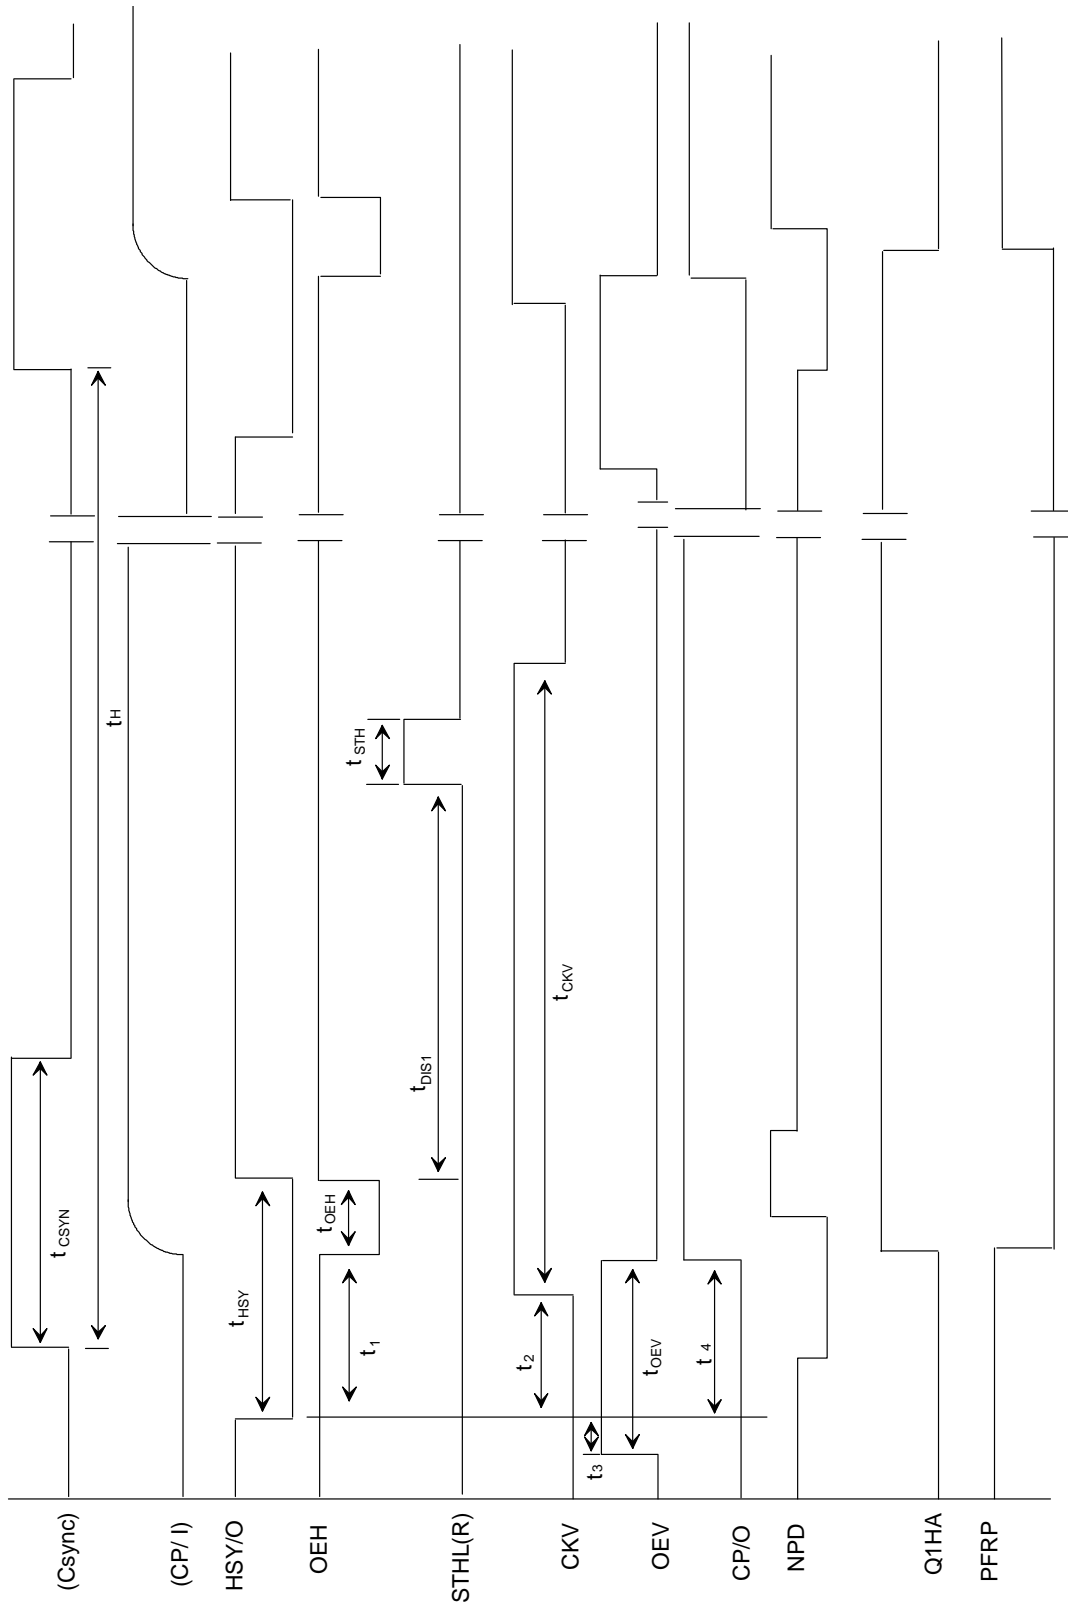 (Csync)
(CP/ I)
HSY/O
OEH
STHL(R)
CKV
OEV
CP/O
NPD
Q1HA
PFRP
tCSYN
tH
tHSY
t1
tOEH
tDIS1
tSTH
t2
tCKV
t3
tOEV
t4